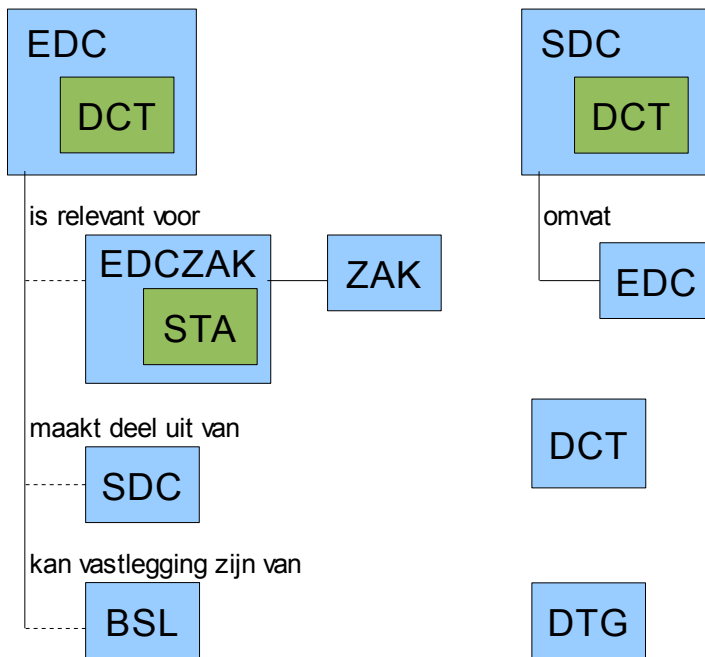 EDC
DCT
is relevant voor
EDCZAK
STA
ZAK
maakt deel uit van
SDC
kan vastlegging zijn van
BSL
SDC
DCT
omvat
EDC
DCT
DTG